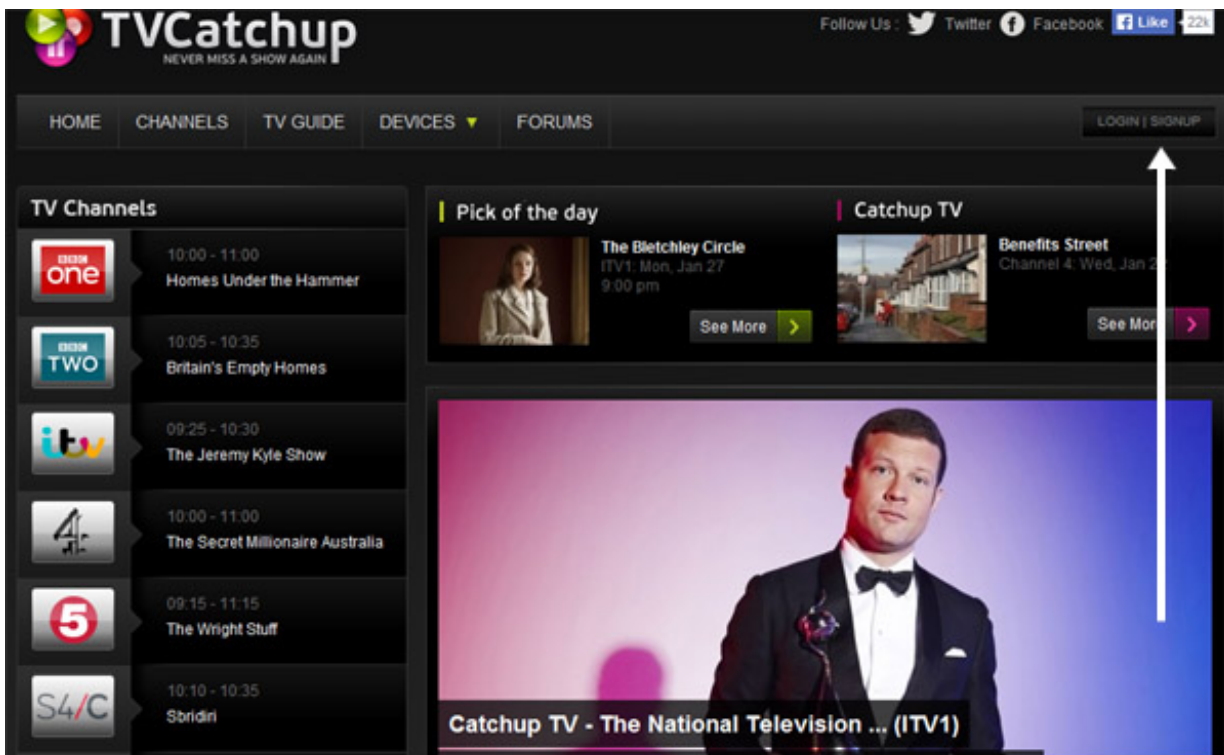 TVCatchup
NEVER MISS A SHOW AGAIN
Follow Us : Twitter Facebook Like 22k
HOME CHANNELS TV GUIDE DEVICES FORUMS
LOGIN | SIGNUP
TV Channels
BBC
one
10:00 - 11:00
Homes Under the Hammer
BBC
TWO
10:05 - 10:35
Britain's Empty Homes
itv
09:25 - 10:30
The Jeremy Kyle Show
4
10:00 - 11:00
The Secret Millionaire Australia
5
09:15 - 11:15
The Wright Stuff
S4/C
10:10 - 10:35
Sbridiri
Pick of the day
The Bletchley Circle
ITV1: Mon, Jan 27
9:00 pm
See More
Catchup TV
Benefits Street
Channel 4: Wed, Jan
See More
Catchup TV - The National Television ... (ITV1)